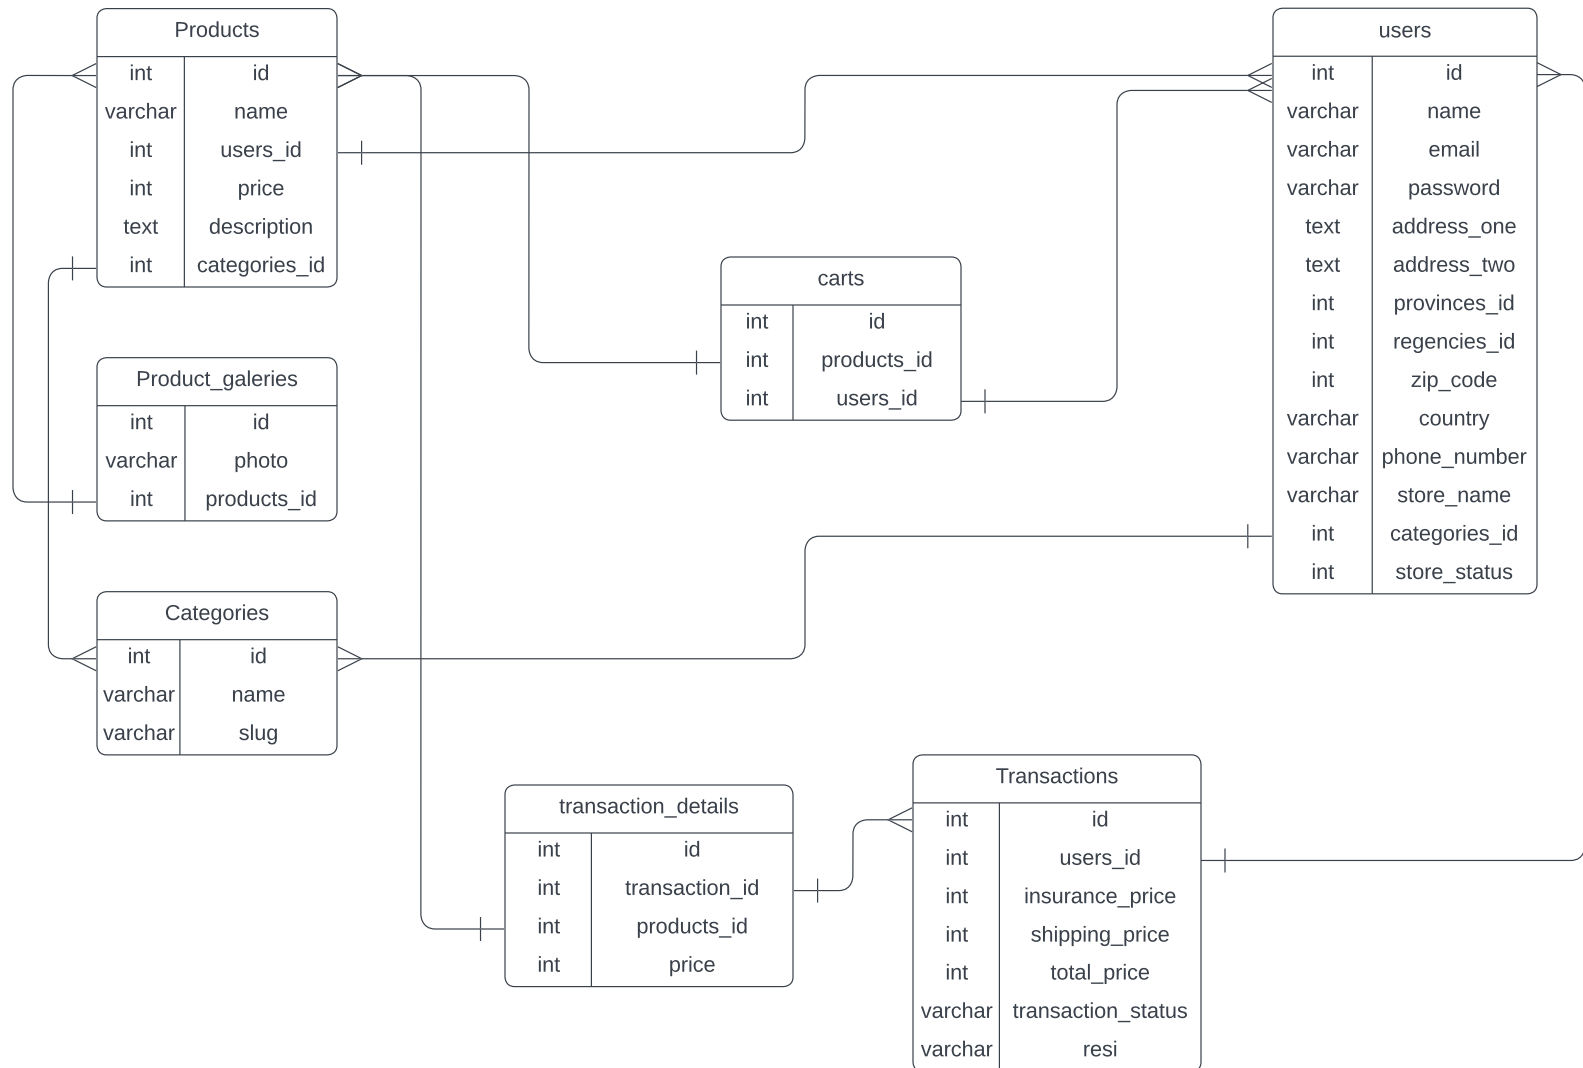 Products
int id
varchar name
int users_id
int price
text description
int categories_id
Product_galeries
int id
varchar photo
int products_id
Categories
int id
varchar name
varchar slug
carts
int id
int products_id
int users_id
users
int id
varchar name
varchar email
varchar password
text address_one
text address_two
int provinces_id
int regencies_id
int zip_code
varchar country
varchar phone_number
varchar store_name
int categories_id
int store_status
transaction_details
int id
int transaction_id
int products_id
int price
Transactions
int id
int users_id
int insurance_price
int shipping_price
int total_price
varchar transaction_status
varchar resi